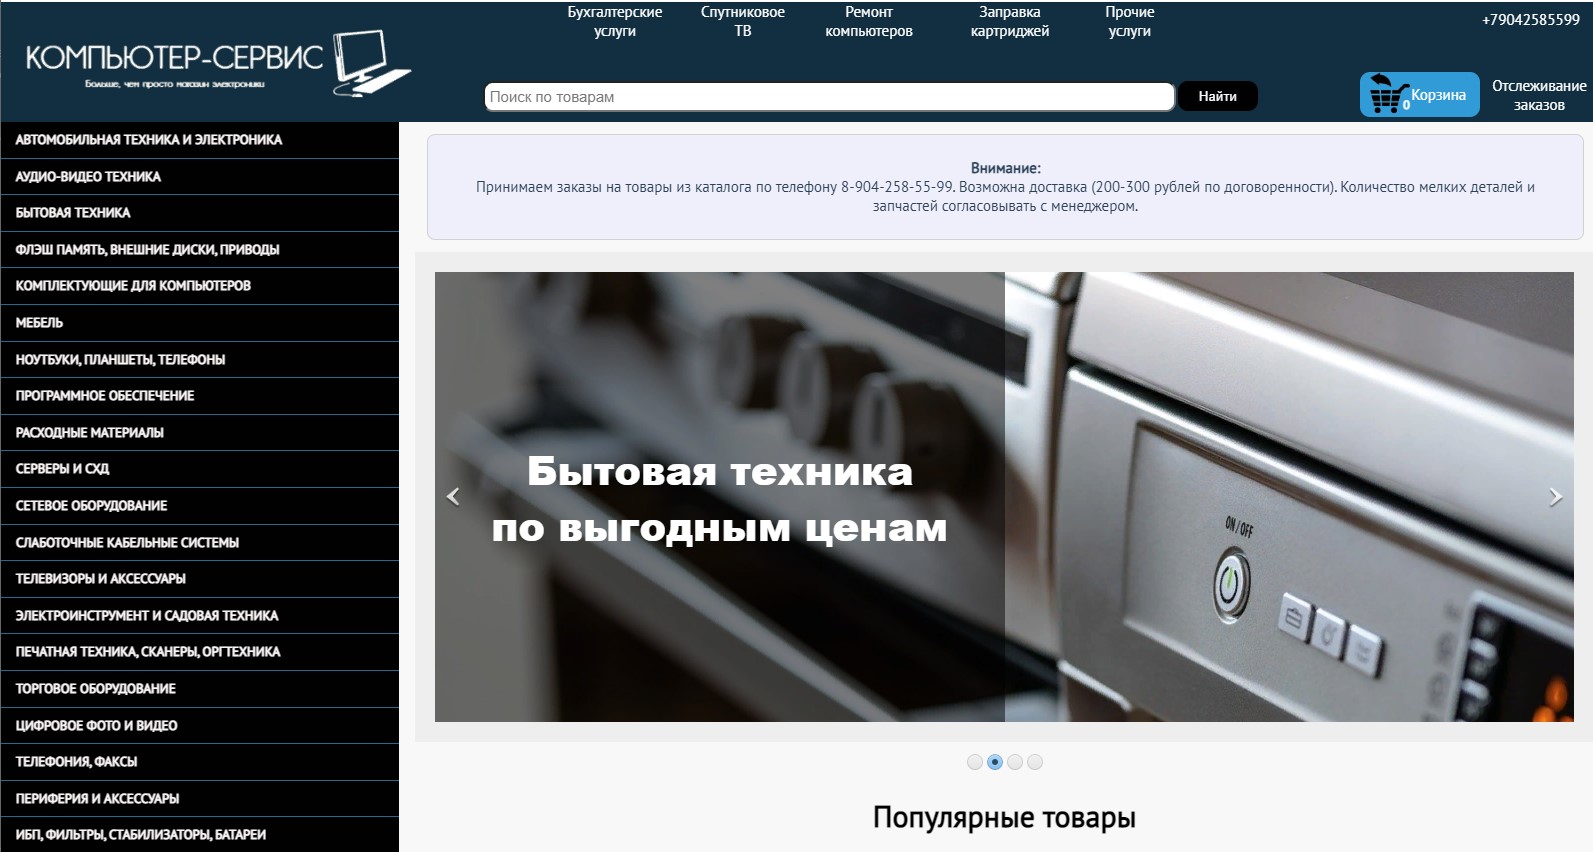 Бухгалтерские
услуги
Спутниковое
ТВ
Ремонт
компьютеров
Заправка
картриджей
Прочие
услуги
+79042585599
КОМПЬЮТЕР-СЕРВИС
Больше, чем просто магазин электроники
Поиск по товарам
Найти
0
Корзина
Отслеживание
заказов
АВТОМОБИЛЬНАЯ ТЕХНИКА И ЭЛЕКТРОНИКА
АУДИО-ВИДЕО ТЕХНИКА
БЫТОВАЯ ТЕХНИКА
ФЛЭШ ПАМЯТЬ, ВНЕШНИЕ ДИСКИ, ПРИВОДЫ
КОМПЛЕКТУЮЩИЕ ДЛЯ КОМПЬЮТЕРОВ
МЕБЕЛЬ
НОУТБУКИ, ПЛАНШЕТЫ, ТЕЛЕФОНЫ
ПРОГРАММНОЕ ОБЕСПЕЧЕНИЕ
РАСХОДНЫЕ МАТЕРИАЛЫ
СЕРВЕРЫ И СХД
СЕТЕВОЕ ОБОРУДОВАНИЕ
СЛАБОТОЧНЫЕ КАБЕЛЬНЫЕ СИСТЕМЫ
ТЕЛЕВИЗОРЫ И АКСЕССУАРЫ
ЭЛЕКТРОИНСТРУМЕНТ И САДОВАЯ ТЕХНИКА
ПЕЧАТНАЯ ТЕХНИКА, СКАНЕРЫ, ОРГТЕХНИКА
ТОРГОВОЕ ОБОРУДОВАНИЕ
ЦИФРОВОЕ ФОТО И ВИДЕО
ТЕЛЕФОНИЯ, ФАКСЫ
ПЕРИФЕРИЯ И АКСЕССУАРЫ
ИБП, ФИЛЬТРЫ, СТАБИЛИЗАТОРЫ, БАТАРЕИ
Внимание:
Принимаем заказы на товары из каталога по телефону 8-904-258-55-99. Возможна доставка (200-300 рублей по договоренности). Количество мелких деталей и
запчастей согласовывать с менеджером.
Бытовая техника
по выгодным ценам
ON / OFF
Популярные товары